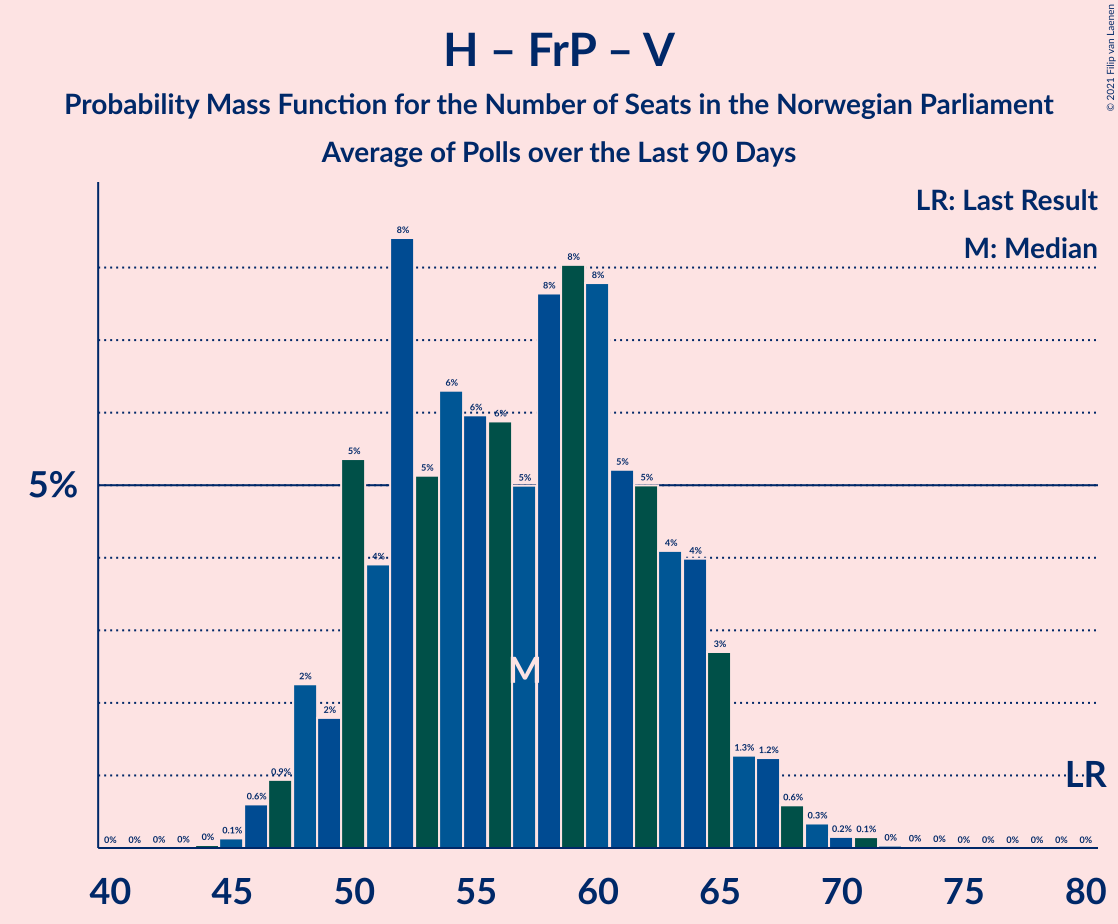 H – FrP – V
Probability Mass Function for the Number of Seats in the Norwegian Parliament
Average of Polls over the Last 90 Days
© 2021 Filip van Laenen
LR: Last Result
M: Median
5%
0% 0% 0% 0% 0% 0.1% 0.6% 0.9% 2% 2% 5% 4% 8% 5% 6% 6% 6% 5% 8% 8% 8% 5% 5% 4% 4% 3% 1.3% 1.2% 0.6% 0.3% 0.2% 0.1% 0% 0% 0% 0% 0% 0% 0% 0% 0%
M
LR
40 45 50 55 60 65 70 75 80